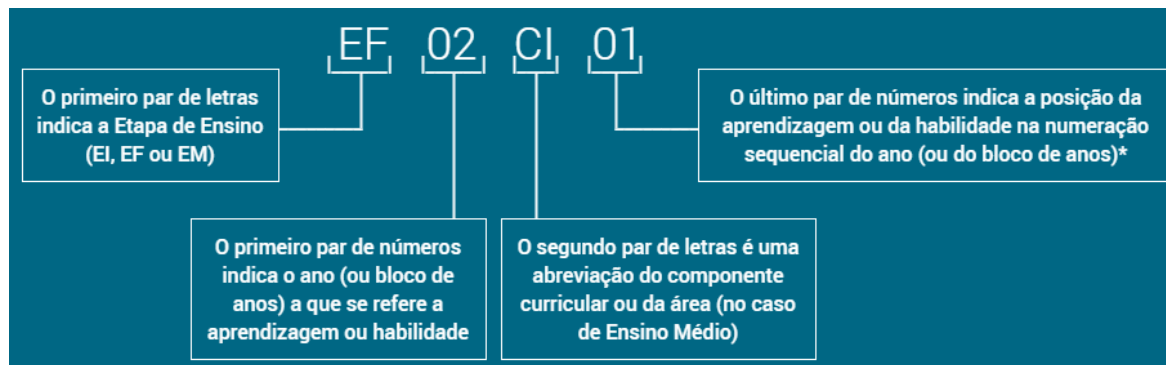 EF 02 CI 01
O primeiro par de letras
indica a Etapa de Ensino
(EI, EF ou EM)
O último par de números indica a posição da
aprendizagem ou da habilidade na numeração
sequencial do ano (ou do bloco de anos)*
O primeiro par de números
indica o ano (ou bloco de
anos) a que se refere a
aprendizagem ou habilidade
O segundo par de letras é uma
abreviação do componente
curricular ou da área (no caso
de Ensino Médio)